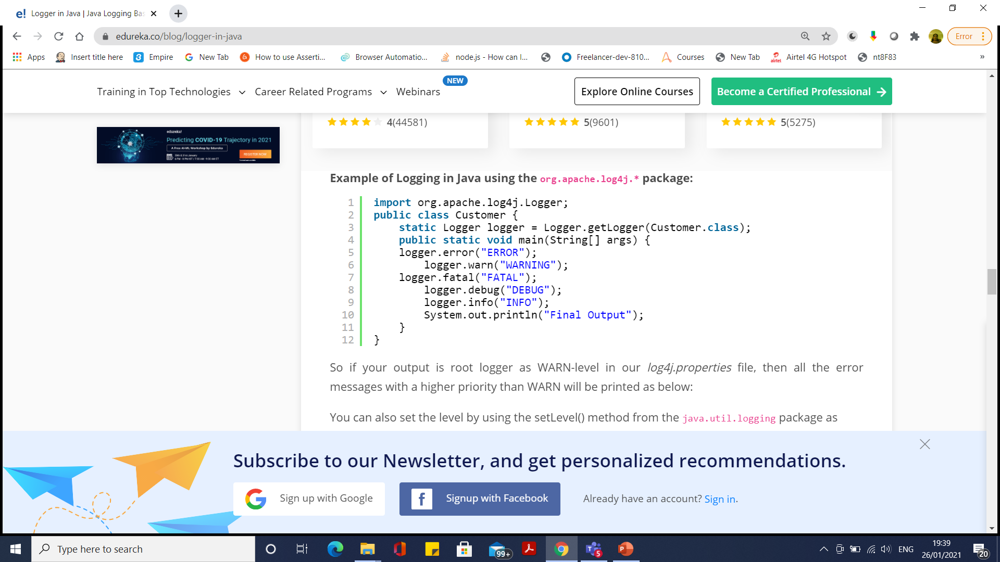 e! Logger in Java | Java Logging Bas
edureka.co/blog/logger-in-java
Error
Apps Insert title here Empire New Tab How to use Asserti... Browser Automatio... node.js - How can I... Freelancer-dev-810... Courses New Tab Airtel 4G Hotspot nt8F83 »
Training in Top Technologies Career Related Programs Webinars NEW Explore Online Courses Become a Certified Professional
4(44581) 5(9601) 5(5275)
edureka!
Predicting COVID-19 Trajectory in 2021
A Free AI-ML Workshop by Edureka
REGISTER NOW
Example of Logging in Java using the org.apache.log4j.* package:
1 import org.apache.log4j.Logger;
2 public class Customer {
3 static Logger logger = Logger.getLogger(Customer.class);
4 public static void main(String[] args) {
5 logger.error("ERROR");
6 logger.warn("WARNING");
7 logger.fatal("FATAL");
8 logger.debug("DEBUG");
9 logger.info("INFO");
10 System.out.println("Final Output");
11 }
12 }
So if your output is root logger as WARN-level in our log4j.properties file, then all the error
messages with a higher priority than WARN will be printed as below:
You can also set the level by using the setLevel() method from the java.util.logging package as
Subscribe to our Newsletter, and get personalized recommendations.
Sign up with Google Signup with Facebook Already have an account? Sign in.
Type here to search
99+
5
ENG
19:39
26/01/2021
20